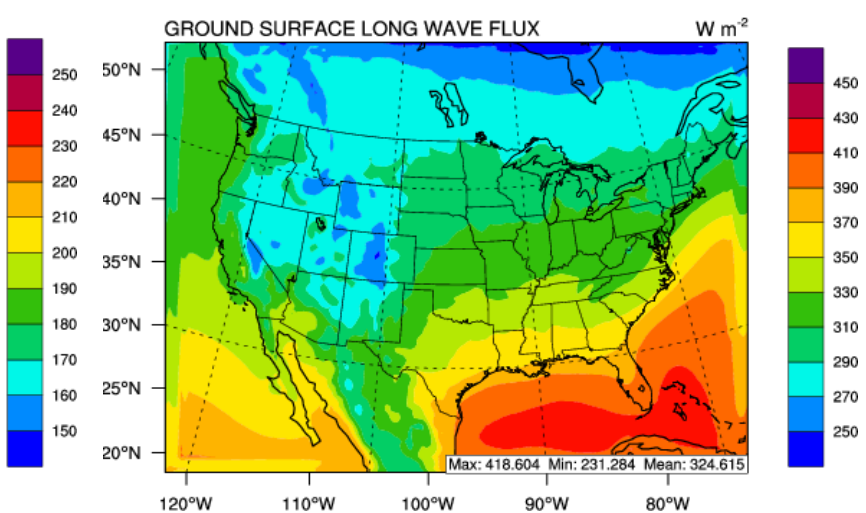 GROUND SURFACE LONG WAVE FLUX W m-2
250
240
230
220
210
200
190
180
170
160
150
50°N
45°N
40°N
35°N
30°N
25°N
20°N
450
430
410
390
370
350
330
310
290
270
250
Max: 418.604 Min: 231.284 Mean: 324.615
120°W 110°W 100°W 90°W 80°W